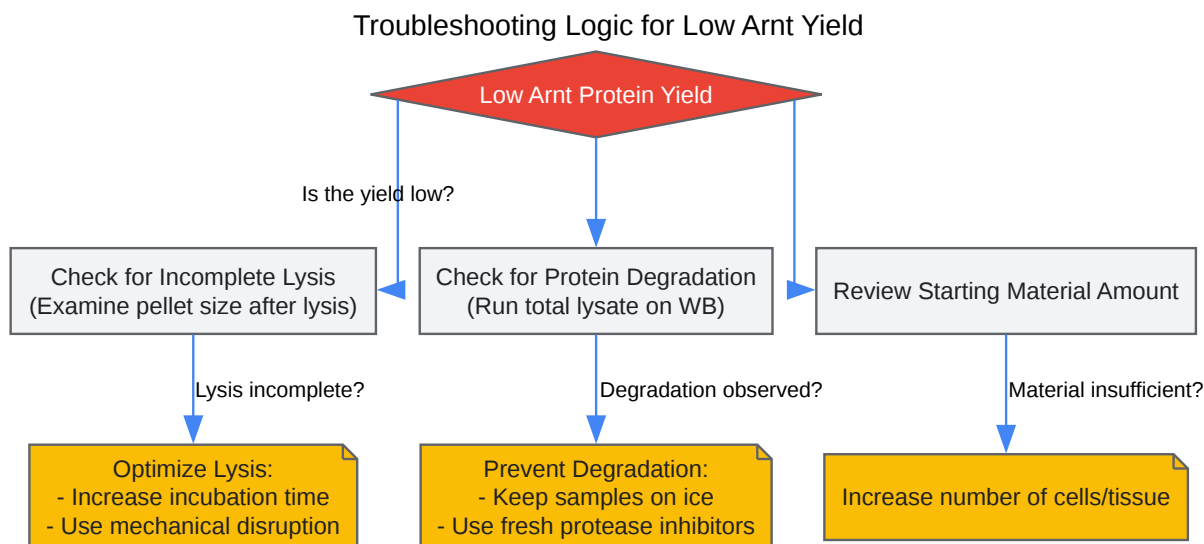 Troubleshooting Logic for Low Arnt Yield
Low Arnt Protein Yield
Is the yield low?
Check for Incomplete Lysis
(Examine pellet size after lysis)
Check for Protein Degradation
(Run total lysate on WB)
Review Starting Material Amount
Lysis incomplete?
Degradation observed?
Material insufficient?
Optimize Lysis:
- Increase incubation time
- Use mechanical disruption
Prevent Degradation:
- Keep samples on ice
- Use fresh protease inhibitors
Increase number of cells/tissue